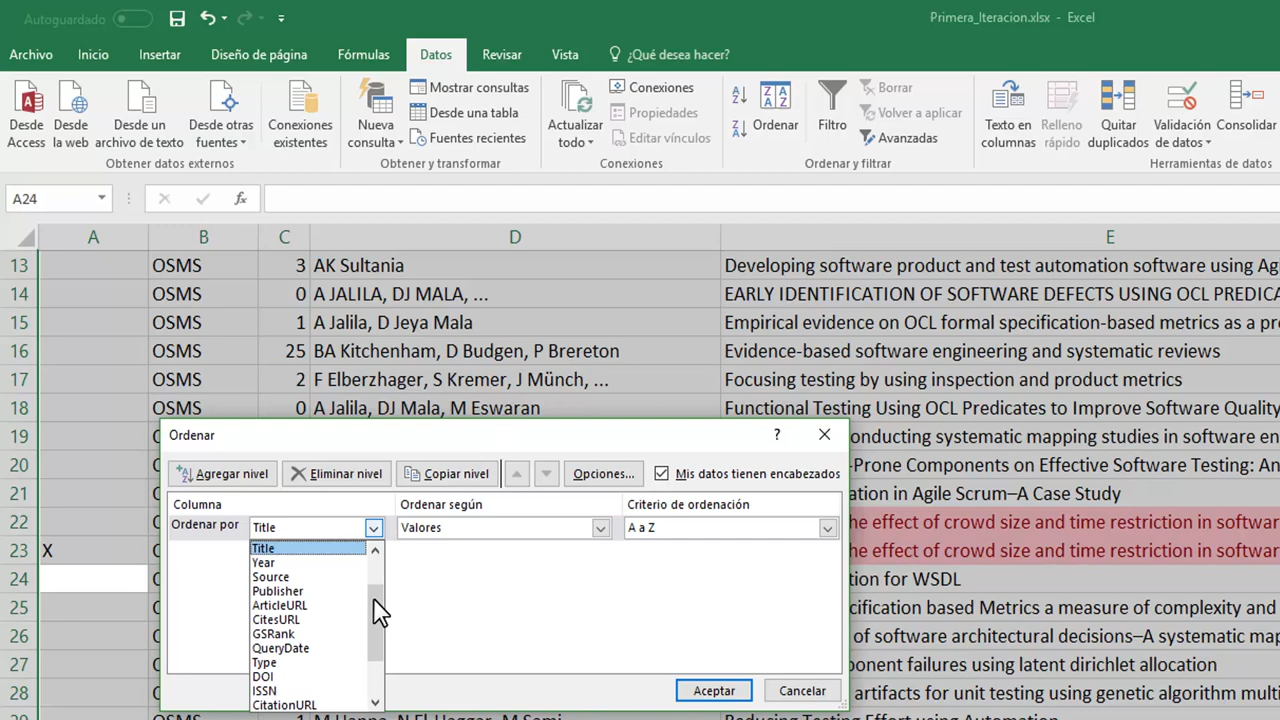 Autoguardado
Primera_Iteracion.xlsx - Excel
Archivo Inicio Insertar Diseño de página Fórmulas Datos Revisar Vista ¿Qué desea hacer?
Desde Access
Desde la web
Desde un archivo de texto
Desde otras fuentes
Conexiones existentes
Obtener datos externos
Nueva consulta
Mostrar consultas
Desde una tabla
Fuentes recientes
Obtener y transformar
Actualizar todo
Conexiones
Propiedades
Editar vínculos
Conexiones
Ordenar
Filtro
Borrar
Volver a aplicar
Avanzadas
Ordenar y filtrar
Texto en columnas
Relleno rápido
Quitar duplicados
Validación de datos
Consolidar
Herramientas de datos
A24 fx
A B C D E
13 OSMS 3 AK Sultania Developing software product and test automation software using Agi
14 OSMS 0 A JALILA, DJ MALA, ... EARLY IDENTIFICATION OF SOFTWARE DEFECTS USING OCL PREDICA
15 OSMS 1 A Jalila, D Jeya Mala Empirical evidence on OCL formal specification-based metrics as a pr
16 OSMS 25 BA Kitchenham, D Budgen, P Brereton Evidence-based software engineering and systematic reviews
17 OSMS 2 F Elberzhager, S Kremer, J Münch, ... Focusing testing by using inspection and product metrics
18 OSMS 0 A Jalila, DJ Mala, M Eswaran Functional Testing Using OCL Predicates to Improve Software Quality
19 onducting systematic mapping studies in software en
20 -Prone Components on Effective Software Testing: An
21 ation in Agile Scrum–A Case Study
22 the effect of crowd size and time restriction in softwar
23 X the effect of crowd size and time restriction in softwar
24 tion for WSDL
25 cification based Metrics a measure of complexity and
26 of software architectural decisions–A systematic map
27 ponent failures using latent dirichlet allocation
28 artifacts for unit testing using genetic algorithm multi
Ordenar ?
Agregar nivel Eliminar nivel Copiar nivel Opciones... Mis datos tienen encabezados
Columna Ordenar según Criterio de ordenación
Ordenar por Title Valores A a Z
Title
Year
Source
Publisher
ArticleURL
CitesURL
GSRank
QueryDate
Type
DOI
ISSN
CitationURL
Aceptar Cancelar